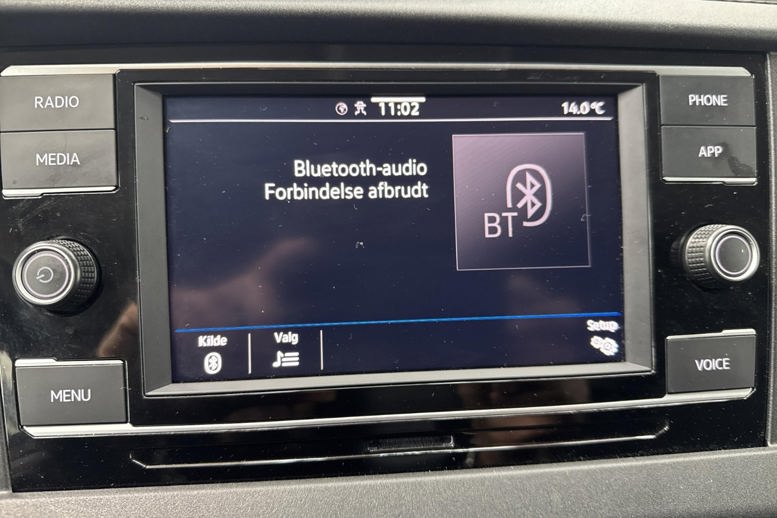 RADIO
MEDIA
MENU
11:02
14.0°C
Bluetooth-audio
Forbindelse afbrudt
BT
Kilde
Valg
Setup
PHONE
APP
VOICE